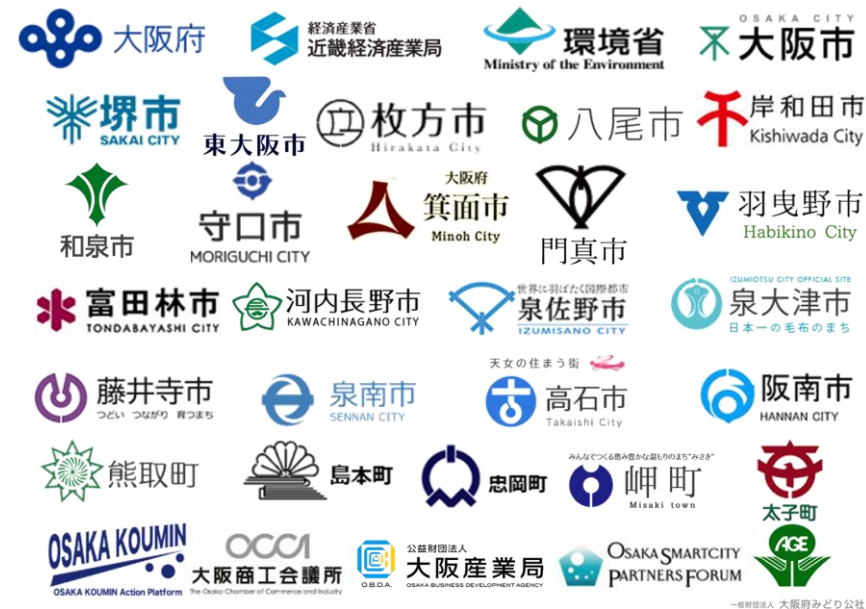 大阪府
経済産業省
近畿経済産業局
環境省
Ministry of the Environment
OSAKA CITY
大阪市
堺市
SAKAI CITY
東大阪市
枚方市
Hirakata City
八尾市
岸和田市
Kishiwada City
和泉市
守口市
MORIGUCHI CITY
大阪府
箕面市
Minoh City
門真市
羽曳野市
Habikino City
富田林市
TONDABAYASHI CITY
河内長野市
KAWACHINAGANO CITY
世界に羽ばたく国際都市
泉佐野市
IZUMISANO CITY
IZUMIOTSU CITY OFFICIAL SITE
泉大津市
日本一の毛布のまち
藤井寺市
つどい つながり 育つまち
泉南市
SENNAN CITY
天女の住まう街
高石市
Takaishi City
阪南市
HANNAN CITY
熊取町
島本町
忠岡町
みんなでつくる恵み豊かな温もりのまち"みさき"
岬町
Misaki town
太子町
OSAKA KOUMIN
OSAKA KOUMIN Action Platform
OCCI
大阪商工会議所
The Osaka Chamber of Commerce and Industry
O.B.D.A.
公益財団法人
大阪産業局
OSAKA BUSINESS DEVELOPMENT AGENCY
OSAKA SMARTCITY
PARTNERS FORUM
AGE
一般財団法人 大阪府みどり公社